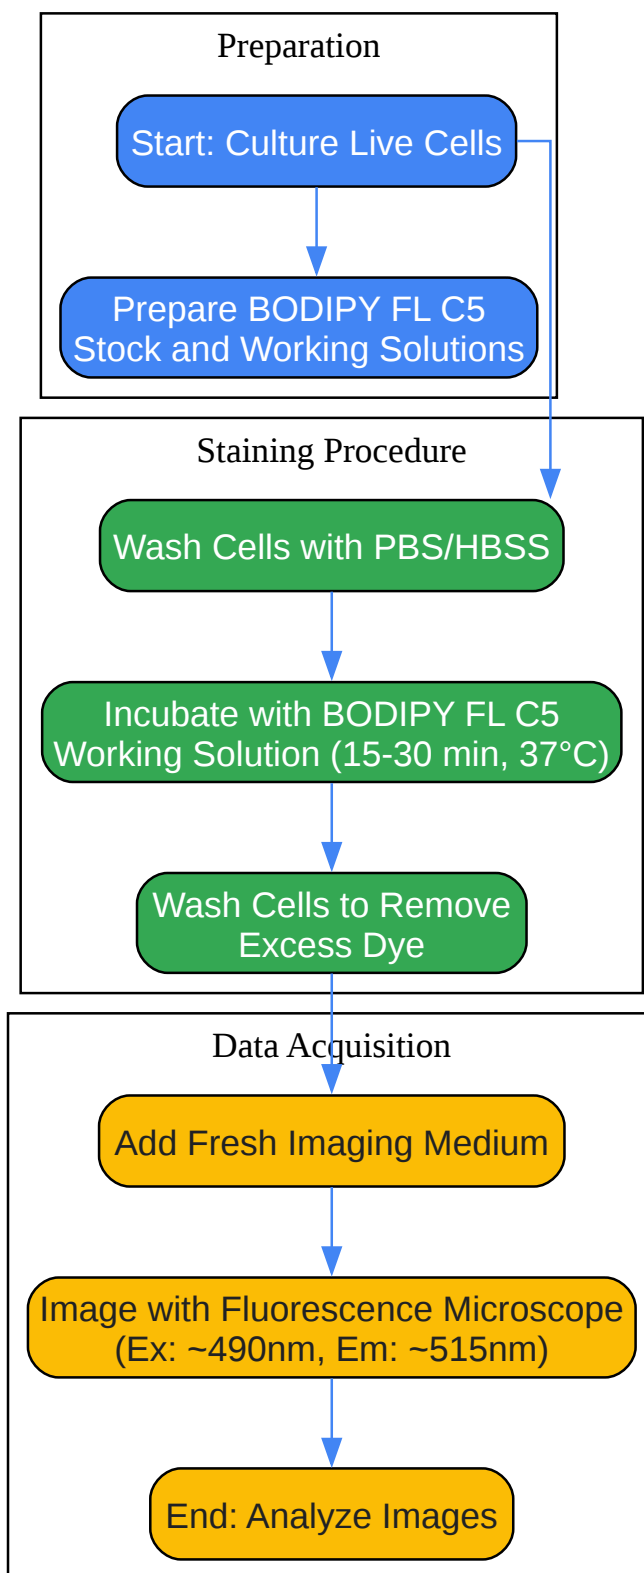 Preparation
Start: Culture Live Cells
Prepare BODIPY FL C5
Stock and Working Solutions
Staining Procedure
Wash Cells with PBS/HBSS
Incubate with BODIPY FL C5
Working Solution (15-30 min, 37°C)
Wash Cells to Remove
Excess Dye
Data Acquisition
Add Fresh Imaging Medium
Image with Fluorescence Microscope
(Ex: ~490nm, Em: ~515nm)
End: Analyze Images